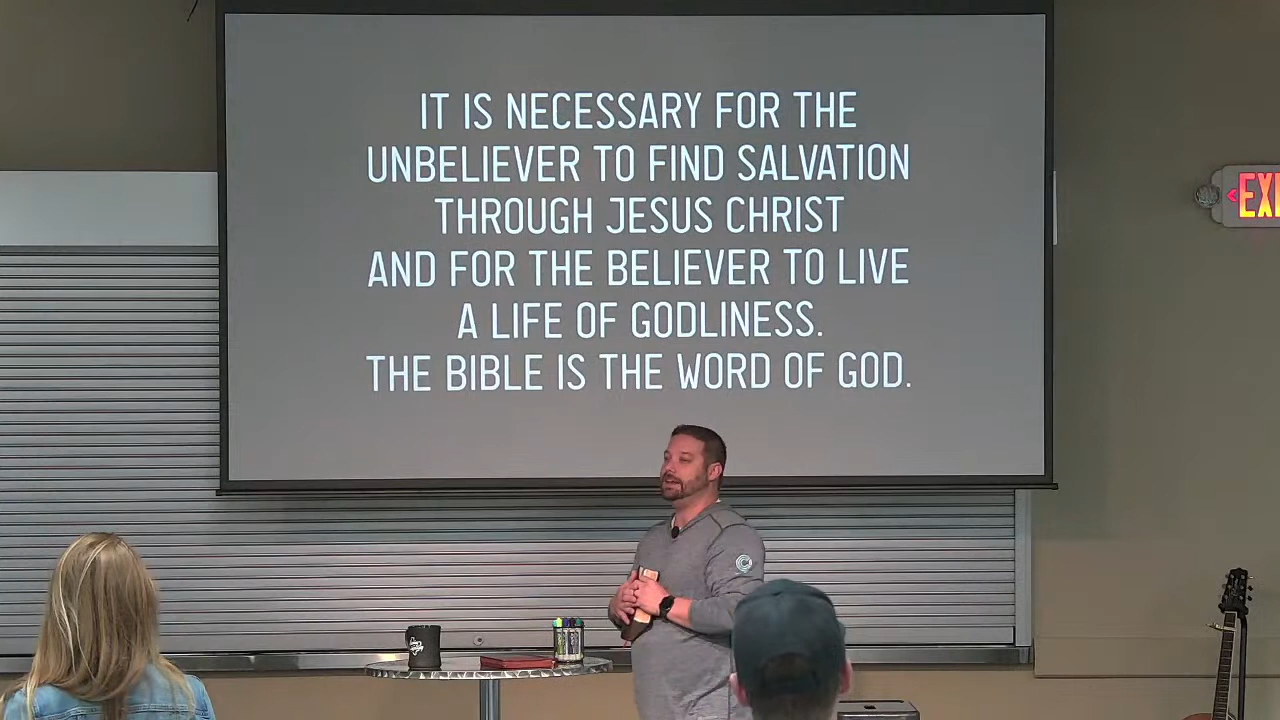 IT IS NECESSARY FOR THE
UNBELIEVER TO FIND SALVATION
THROUGH JESUS CHRIST
AND FOR THE BELIEVER TO LIVE
A LIFE OF GODLINESS.
THE BIBLE IS THE WORD OF GOD.